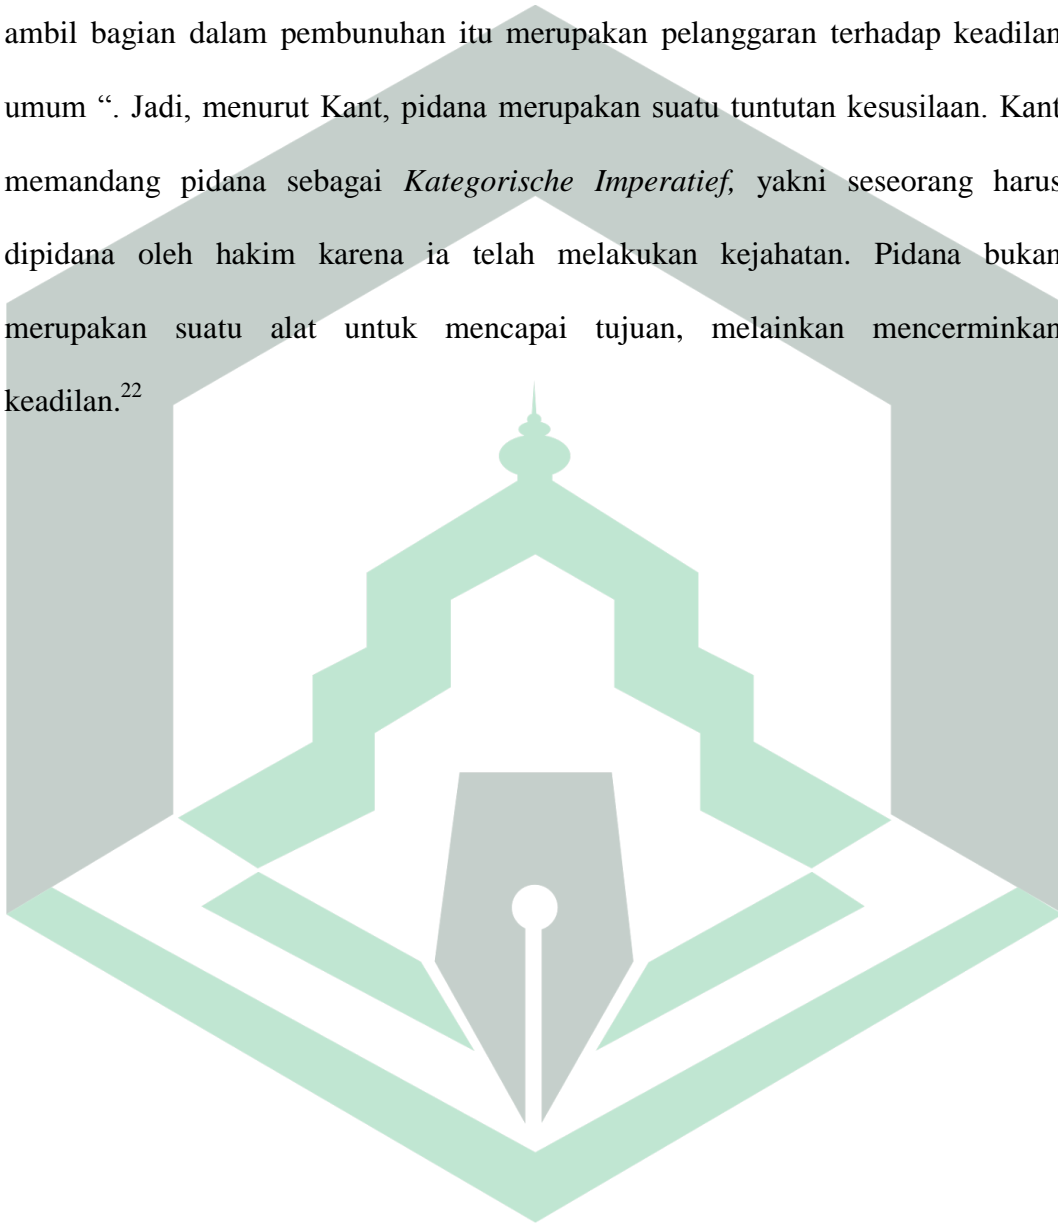 ambil bagian dalam pembunuhan itu merupakan pelanggaran terhadap keadilan
umum “. Jadi, menurut Kant, pidana merupakan suatu tuntutan kesusilaan. Kant
memandang pidana sebagai Kategorische Imperatief, yakni seseorang harus
dipidana oleh hakim karena ia telah melakukan kejahatan. Pidana bukan
merupakan suatu alat untuk mencapai tujuan, melainkan mencerminkan
keadilan.22